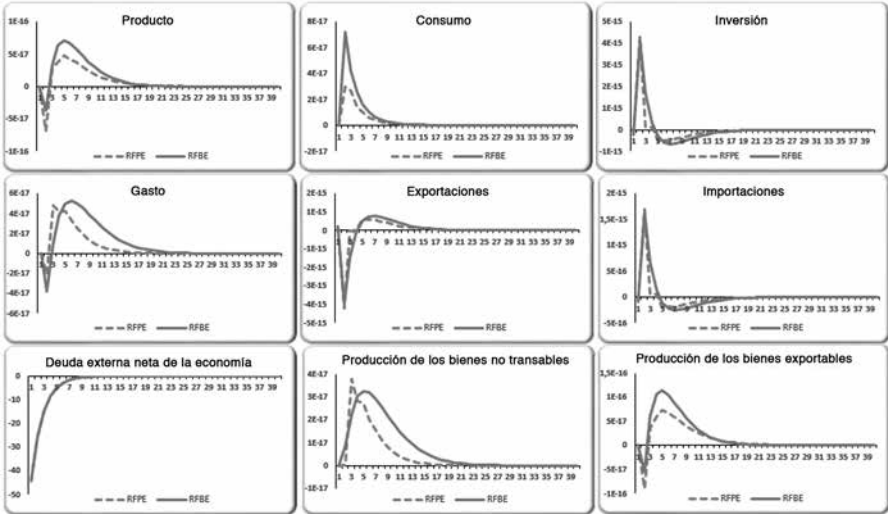 Producto
1E-16
5E-17
0
-5E-17
-1E-16
1 3 5 7 9 11 13 15 17 19 21 23 25 27 29 31 33 35 37 39
RFPE RFBE
Consumo
8E-17
6E-17
4E-17
2E-17
0
-2E-17
1 3 5 7 9 11 13 15 17 19 21 23 25 27 29 31 33 35 37 39
RFPE RFBE
Inversión
5E-15
4E-15
3E-15
2E-15
1E-15
0
-1E-15
1 3 5 7 9 11 13 15 17 19 21 23 25 27 29 31 33 35 37 39
RFPE RFBE
Gasto
6E-17
4E-17
2E-17
0
-2E-17
-4E-17
-6E-17
1 3 5 7 9 11 13 15 17 19 21 23 25 27 29 31 33 35 37 39
RFPE RFBE
Exportaciones
2E-15
1E-15
0
-1E-15
-2E-15
-3E-15
-4E-15
-5E-15
1 3 5 7 9 11 13 15 17 19 21 23 25 27 29 31 33 35 37 39
RFPE RFBE
Importaciones
2E-15
1,5E-15
1E-15
5E-16
0
-5E-16
1 3 5 7 9 11 13 15 17 19 21 23 25 27 29 31 33 35 37 39
RFPE RFBE
Deuda externa neta de la economía
0
-10
-20
-30
-40
-50
1 3 5 7 9 11 13 15 17 19 21 23 25 27 29 31 33 35 37 39
RFPE RFBE
Producción de los bienes no transables
4E-17
3E-17
2E-17
1E-17
0
-1E-17
1 3 5 7 9 11 13 15 17 19 21 23 25 27 29 31 33 35 37 39
RFPE RFBE
Producción de los bienes exportables
1,5E-16
1E-16
5E-17
0
-5E-17
-1E-16
1 3 5 7 9 11 13 15 17 19 21 23 25 27 29 31 33 35 37 39
RFPE RFBE